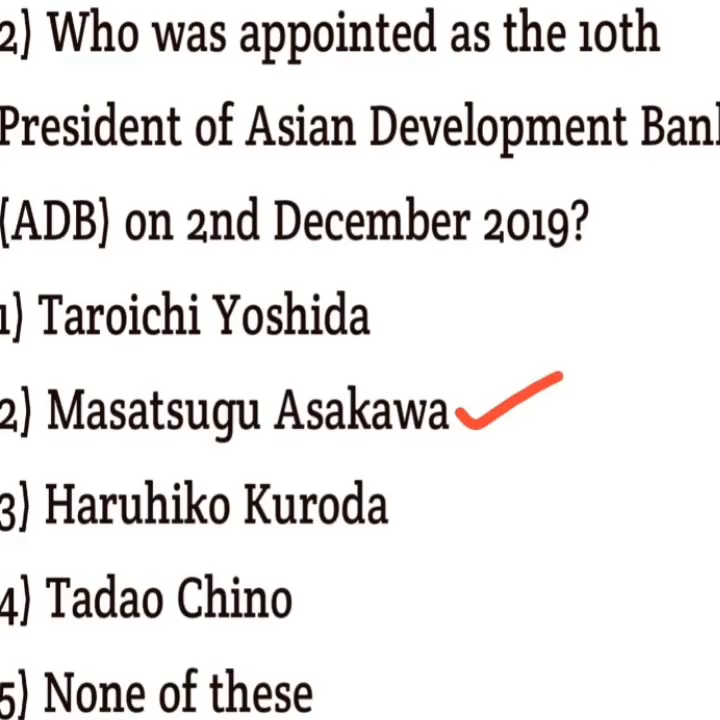 2) Who was appointed as the 10th
President of Asian Development Bank
(ADB) on 2nd December 2019?
1) Taroichi Yoshida
2) Masatsugu Asakawa
3) Haruhiko Kuroda
4) Tadao Chino
5) None of these